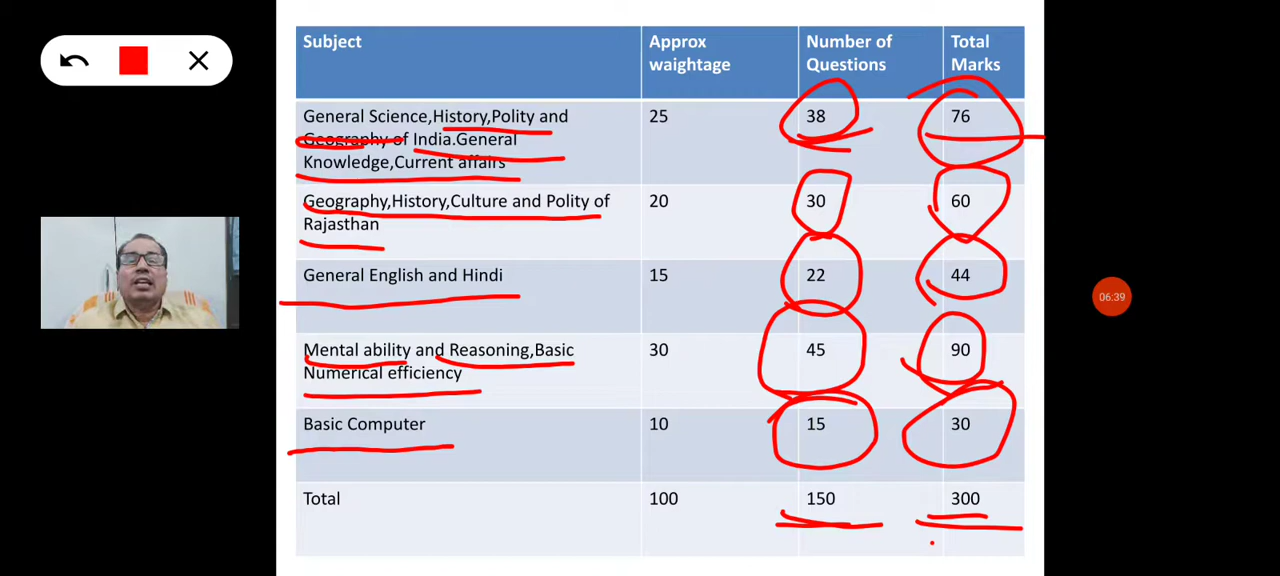 Subject
Approx
waightage
Number of
Questions
Total
Marks
General Science,History,Polity and
Geography of India.General
Knowledge,Current affairs
25
38
76
Geography,History,Culture and Polity of
Rajasthan
20
30
60
General English and Hindi
15
22
44
Mental ability and Reasoning,Basic
Numerical efficiency
30
45
90
Basic Computer
10
15
30
Total
100
150
300
06:39